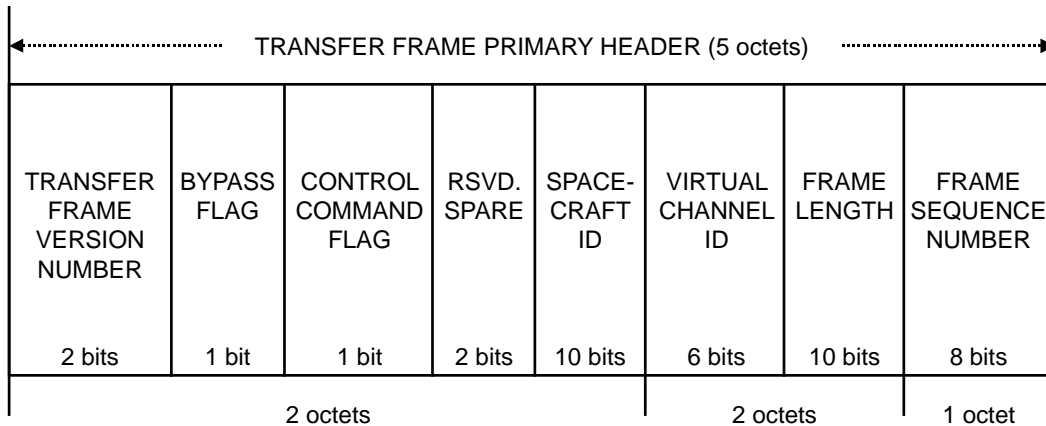 TRANSFER FRAME PRIMARY HEADER (5 octets)
TRANSFER
FRAME
VERSION
NUMBER
BYPASS
FLAG
CONTROL
COMMAND
FLAG
RSVD.
SPARE
SPACE-
CRAFT
ID
VIRTUAL
CHANNEL
ID
FRAME
LENGTH
FRAME
SEQUENCE
NUMBER
2 bits
1 bit
1 bit
2 bits
10 bits
6 bits
10 bits
8 bits
2 octets
2 octets
1 octet